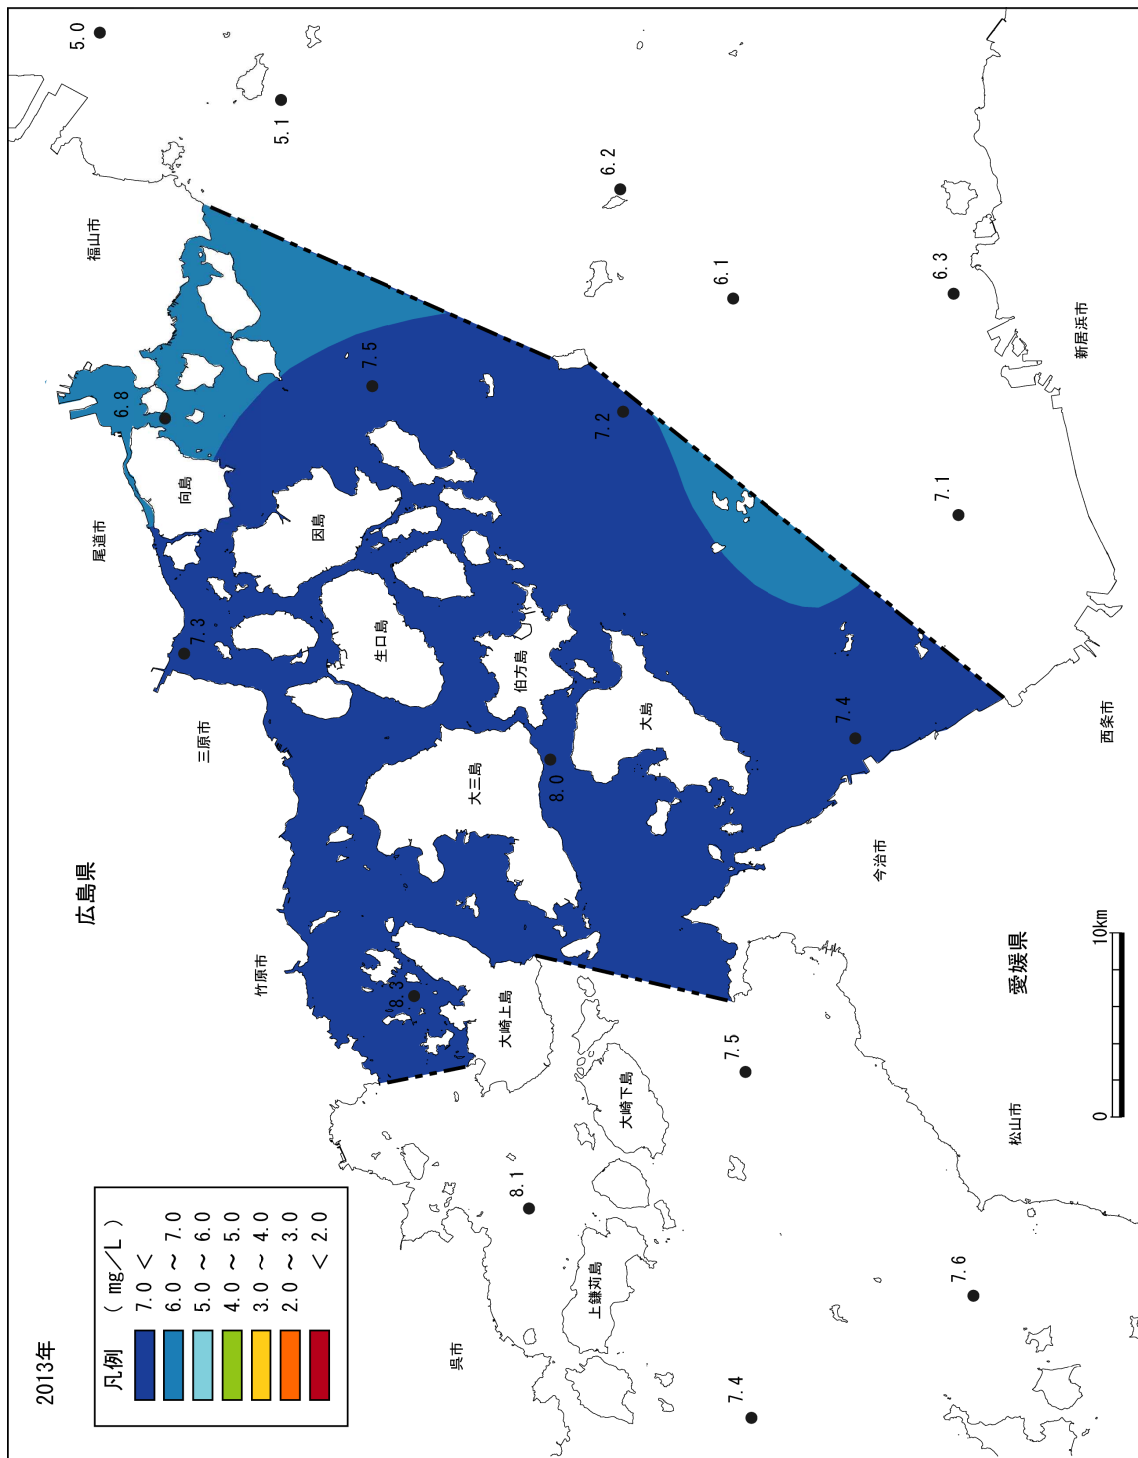 2013年
凡例 ( mg/L )
7.0 <
6.0 ~ 7.0
5.0 ~ 6.0
4.0 ~ 5.0
3.0 ~ 4.0
2.0 ~ 3.0
< 2.0
広島県
呉市
竹原市
三原市
尾道市
福山市
5.0
5.1
6.8
7.3
向島
因島
7.5
生口島
8.3
大三島
伯方島
大崎上島
8.1
8.0
大島
7.2
6.2
上鎌苅島
大崎下島
6.1
7.4
7.5
7.4
6.3
7.1
7.6
今治市
愛媛県
松山市
西条市
新居浜市
0 10km